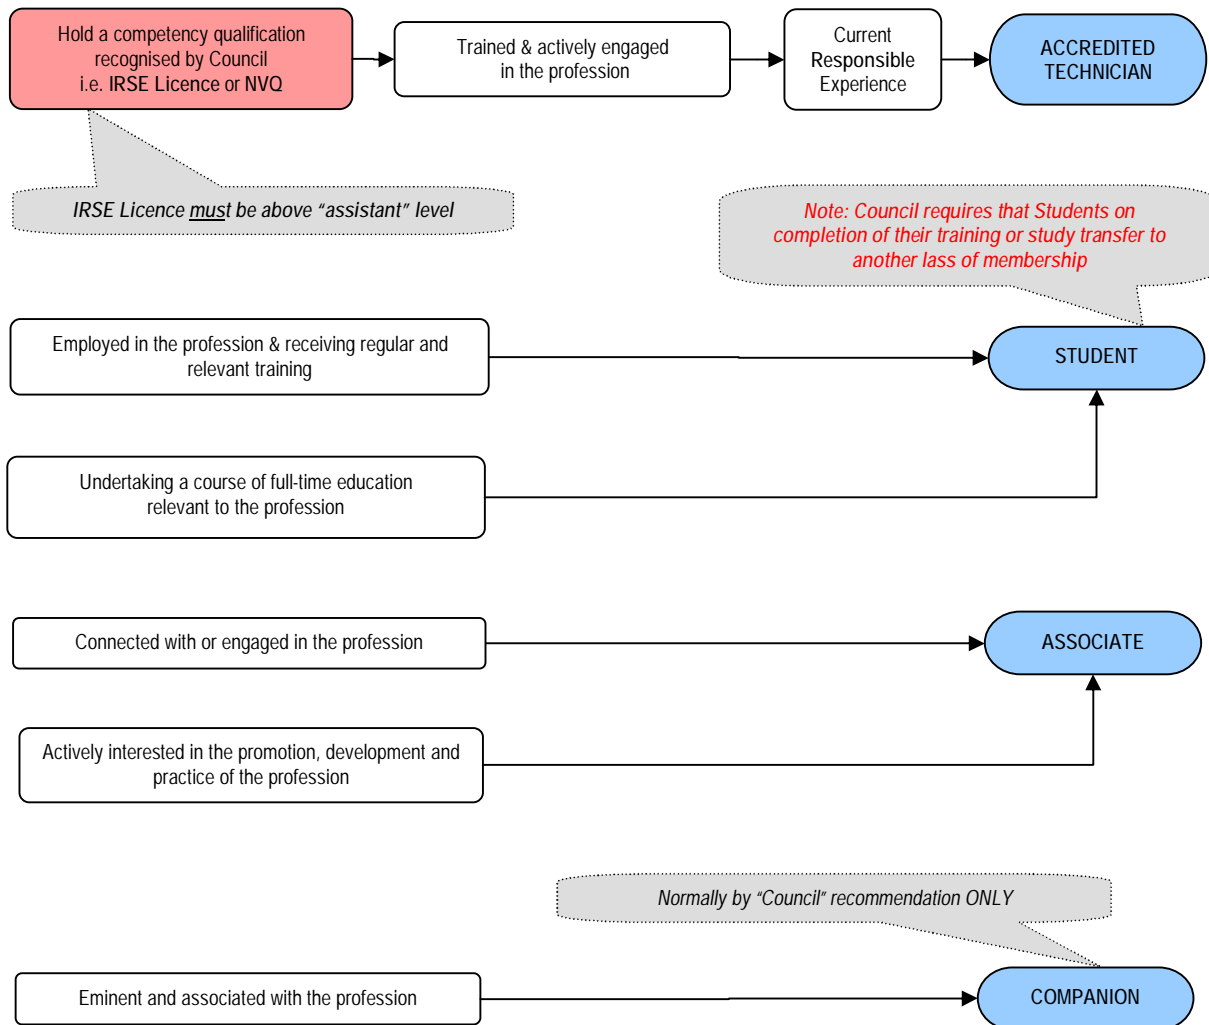 Hold a competency qualification
recognised by Council
i.e. IRSE Licence or NVQ
Trained & actively engaged
in the profession
Current
Responsible
Experience
ACCREDITED
TECHNICIAN
IRSE Licence must be above “assistant” level
Note: Council requires that Students on
completion of their training or study transfer to
another lass of membership
Employed in the profession & receiving regular and
relevant training
STUDENT
Undertaking a course of full-time education
relevant to the profession
Connected with or engaged in the profession
ASSOCIATE
Actively interested in the promotion, development and
practice of the profession
Normally by “Council” recommendation ONLY
Eminent and associated with the profession
COMPANION